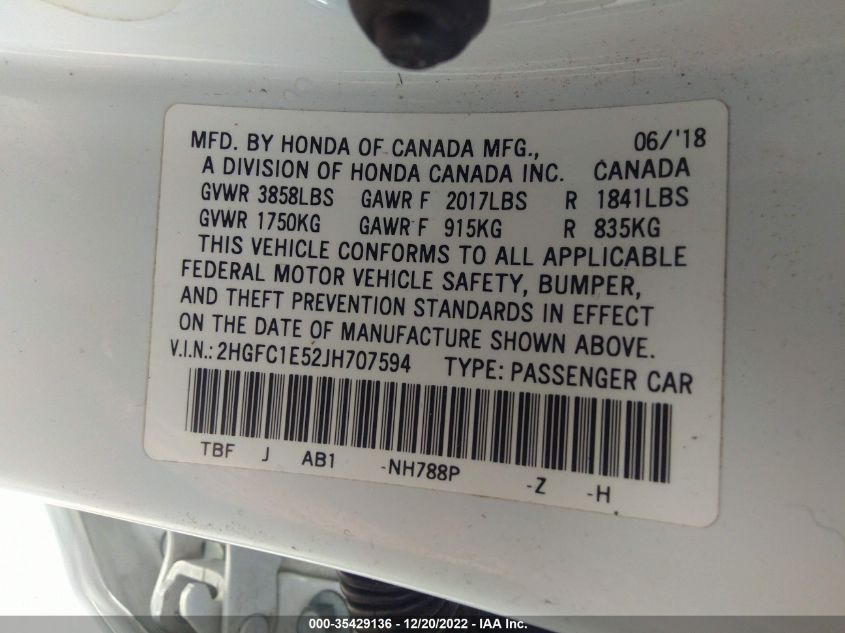 MFD. BY HONDA OF CANADA MFG., 06/'18
A DIVISION OF HONDA CANADA INC. CANADA
GVWR 3858LBS GAWR F 2017LBS R 1841LBS
GVWR 1750KG GAWR F 915KG R 835KG
THIS VEHICLE CONFORMS TO ALL APPLICABLE
FEDERAL MOTOR VEHICLE SAFETY, BUMPER,
AND THEFT PREVENTION STANDARDS IN EFFECT
ON THE DATE OF MANUFACTURE SHOWN ABOVE.
V.I.N.: 2HGFC1E52JH707594 TYPE: PASSENGER CAR
TBF J AB1 -NH788P -Z -H
000-35429136 - 12/20/2022 - IAA Inc.